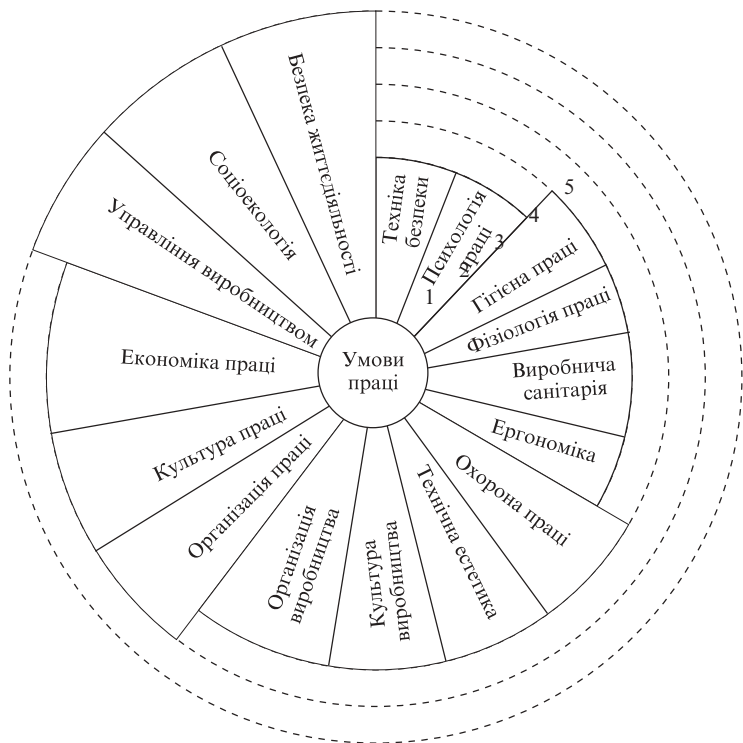 Умови
праці
Техніка
безпеки
Психологія
праці
1
2
3
4
5
Гігієна праці
Фізіологія праці
Виробнича
санітарія
Ергономіка
Охорона праці
Технічна естетика
Культура
виробництва
Організація
виробництва
Організація праці
Культура праці
Економіка праці
Управління виробництвом
Соціоекологія
Безпека життєдіяльності